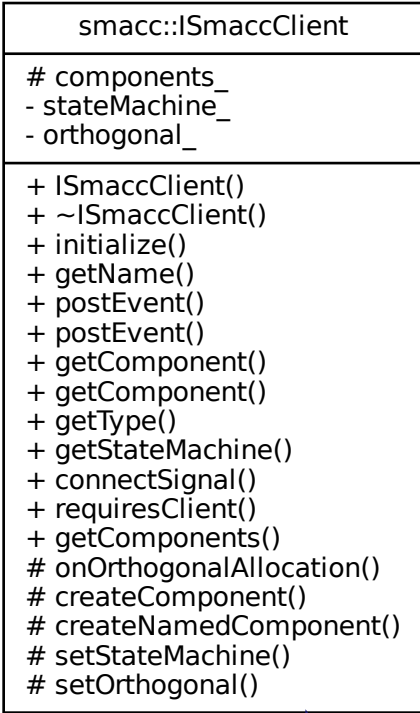 smacc::ISmaccClient
# components_
- stateMachine_
- orthogonal_
+ ISmaccClient()
+ ~ISmaccClient()
+ initialize()
+ getName()
+ postEvent()
+ postEvent()
+ getComponent()
+ getComponent()
+ getType()
+ getStateMachine()
+ connectSignal()
+ requiresClient()
+ getComponents()
# onOrthogonalAllocation()
# createComponent()
# createNamedComponent()
# setStateMachine()
# setOrthogonal()